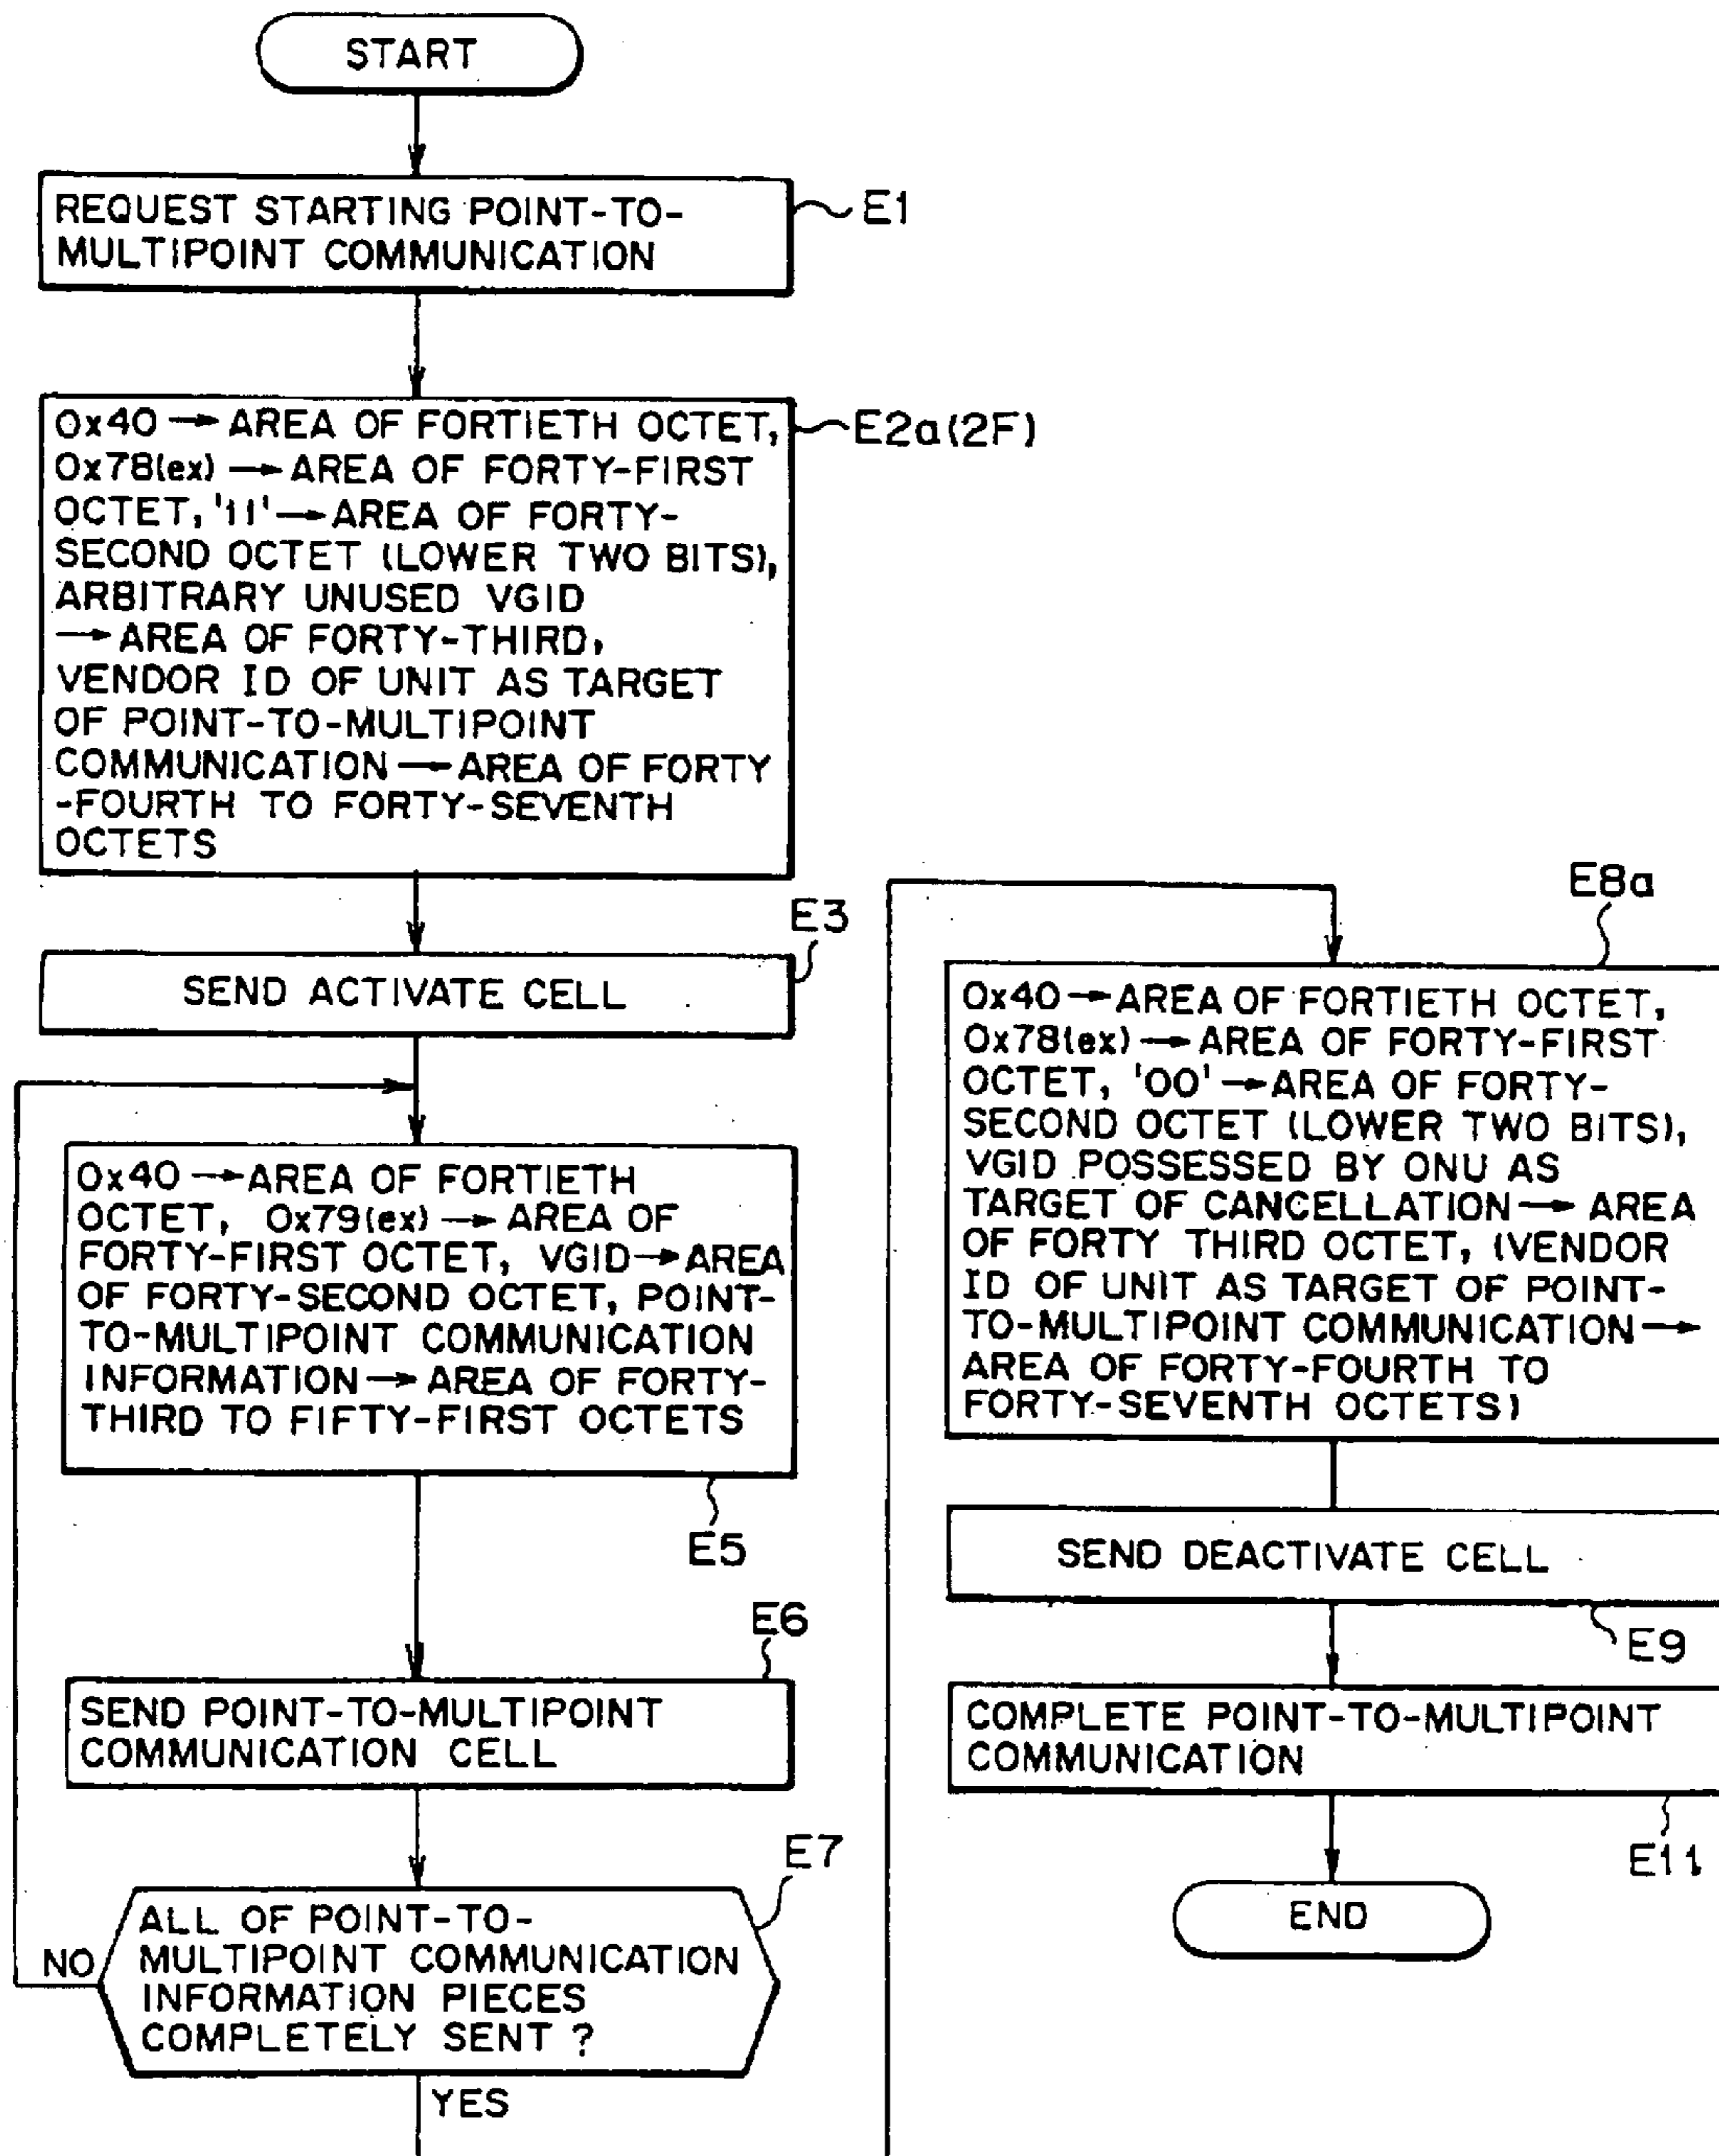 START
REQUEST STARTING POINT-TO-
MULTIPOINT COMMUNICATION
E1
0x40 → AREA OF FORTIETH OCTET,
0x78(ex) → AREA OF FORTY-FIRST
OCTET, '11' → AREA OF FORTY-
SECOND OCTET (LOWER TWO BITS),
ARBITRARY UNUSED VGID
→ AREA OF FORTY-THIRD,
VENDOR ID OF UNIT AS TARGET
OF POINT-TO-MULTIPOINT
COMMUNICATION → AREA OF FORTY
-FOURTH TO FORTY-SEVENTH
OCTETS
E2a(2F)
E3
SEND ACTIVATE CELL
0x40 → AREA OF FORTIETH
OCTET, 0x79(ex) → AREA OF
FORTY-FIRST OCTET, VGID → AREA
OF FORTY-SECOND OCTET, POINT-
TO-MULTIPOINT COMMUNICATION
INFORMATION → AREA OF FORTY-
THIRD TO FIFTY-FIRST OCTETS
E5
E6
SEND POINT-TO-MULTIPOINT
COMMUNICATION CELL
E7
ALL OF POINT-TO-
MULTIPOINT COMMUNICATION
INFORMATION PIECES
COMPLETELY SENT ?
NO
YES
E8a
0x40 → AREA OF FORTIETH OCTET,
0x78(ex) → AREA OF FORTY-FIRST
OCTET, '00' → AREA OF FORTY-
SECOND OCTET (LOWER TWO BITS),
VGID POSSESSED BY ONU AS
TARGET OF CANCELLATION → AREA
OF FORTY THIRD OCTET, (VENDOR
ID OF UNIT AS TARGET OF POINT-
TO-MULTIPOINT COMMUNICATION →
AREA OF FORTY-FOURTH TO
FORTY-SEVENTH OCTETS)
SEND DEACTIVATE CELL
E9
COMPLETE POINT-TO-MULTIPOINT
COMMUNICATION
E11
END